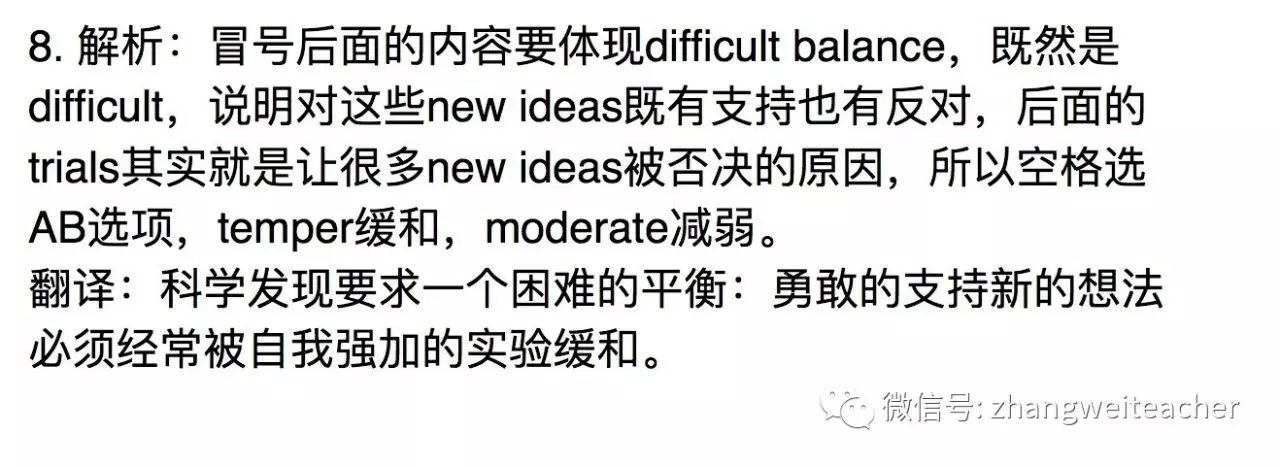 8. 解析：冒号后面的内容要体现difficult balance，既然是
difficult，说明对这些new ideas既有支持也有反对，后面的
trials其实就是让很多new ideas被否决的原因，所以空格选
AB选项，temper缓和，moderate减弱。
翻译：科学发现要求一个困难的平衡：勇敢的支持新的想法
必须经常被自我强加的实验缓和。
微信号: zhangweiteacher